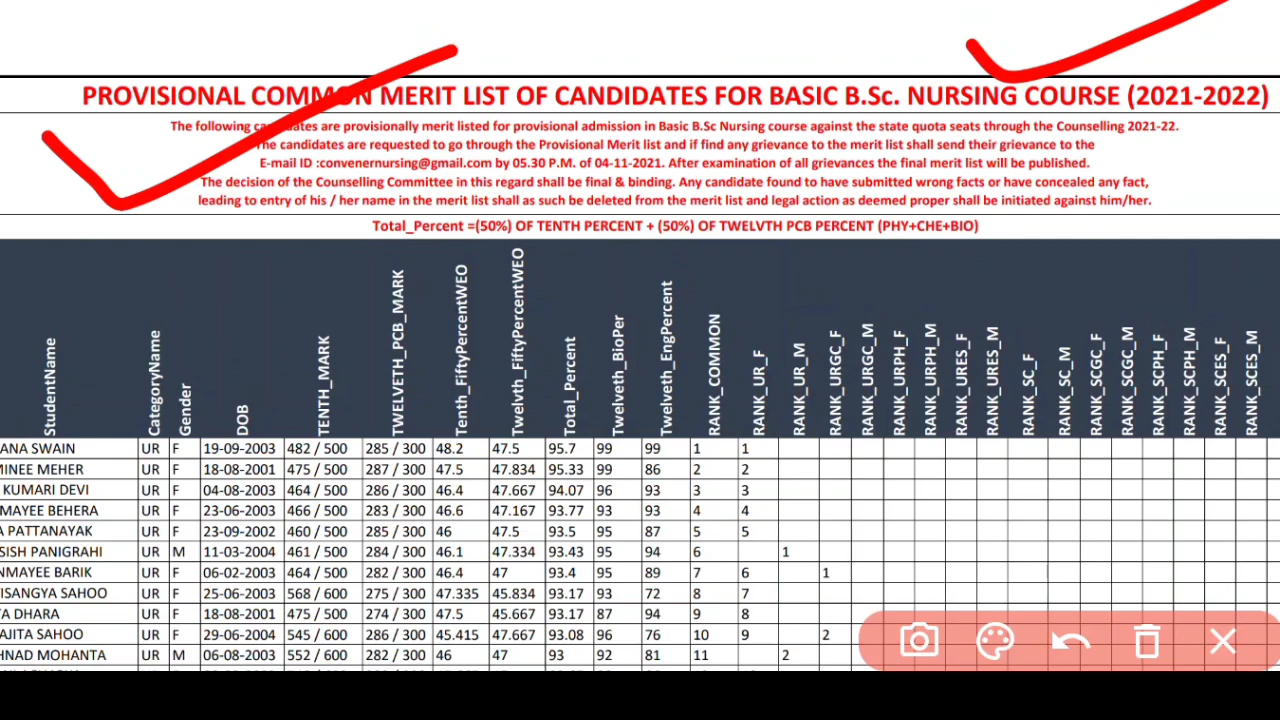 PROVISIONAL COMMON MERIT LIST OF CANDIDATES FOR BASIC B.Sc. NURSING COURSE (2021-2022)
The following candidates are provisionally merit listed for provisional admission in Basic B.Sc Nursing course against the state quota seats through the Counselling 2021-22.
The candidates are requested to go through the Provisional Merit list and if find any grievance to the merit list shall send their grievance to the
E-mail ID :convenernursing@gmail.com by 05.30 P.M. of 04-11-2021. After examination of all grievances the final merit list will be published.
The decision of the Counselling Committee in this regard shall be final & binding. Any candidate found to have submitted wrong facts or have concealed any fact,
leading to entry of his / her name in the merit list shall as such be deleted from the merit list and legal action as deemed proper shall be initiated against him/her.
Total_Percent =(50%) OF TENTH PERCENT + (50%) OF TWELVTH PCB PERCENT (PHY+CHE+BIO)
StudentName CategoryName Gender DOB TENTH_MARK TWELVETH_PCB_MARK Tenth_FiftyPercentWEO Twelvth_FiftyPercentWEO Total_Percent Twelveth_BioPer Twelveth_EngPercent RANK_COMMON RANK_UR_F RANK_UR_M RANK_URGC_F RANK_URGC_M RANK_URPH_F RANK_URPH_M RANK_URES_F RANK_URES_M RANK_SC_F RANK_SC_M RANK_SCGC_F RANK_SCGC_M RANK_SCPH_F RANK_SCPH_M RANK_SCES_F RANK_SCES_M
ANA SWAIN UR F 19-09-2003 482 / 500 285 / 300 48.2 47.5 95.7 99 99 1 1
MINEE MEHER UR F 18-08-2001 475 / 500 287 / 300 47.5 47.834 95.33 99 86 2 2
KUMARI DEVI UR F 04-08-2003 464 / 500 286 / 300 46.4 47.667 94.07 96 93 3 3
MAYEE BEHERA UR F 23-06-2003 466 / 500 283 / 300 46.6 47.167 93.77 93 93 4 4
A PATTANAYAK UR F 23-09-2002 460 / 500 285 / 300 46 47.5 93.5 95 87 5 5
SISH PANIGRAHI UR M 11-03-2004 461 / 500 284 / 300 46.1 47.334 93.43 95 94 6 1
NMAYEE BARIK UR F 06-02-2003 464 / 500 282 / 300 46.4 47 93.4 95 89 7 6 1
ISANGYA SAHOO UR F 25-06-2003 568 / 600 275 / 300 47.335 45.834 93.17 93 72 8 7
A DHARA UR F 18-08-2001 475 / 500 274 / 300 47.5 45.667 93.17 87 94 9 8
AJITA SAHOO UR F 29-06-2004 545 / 600 286 / 300 45.415 47.667 93.08 96 76 10 9 2
HNAD MOHANTA UR M 06-08-2003 552 / 600 282 / 300 46 47 93 92 81 11 2